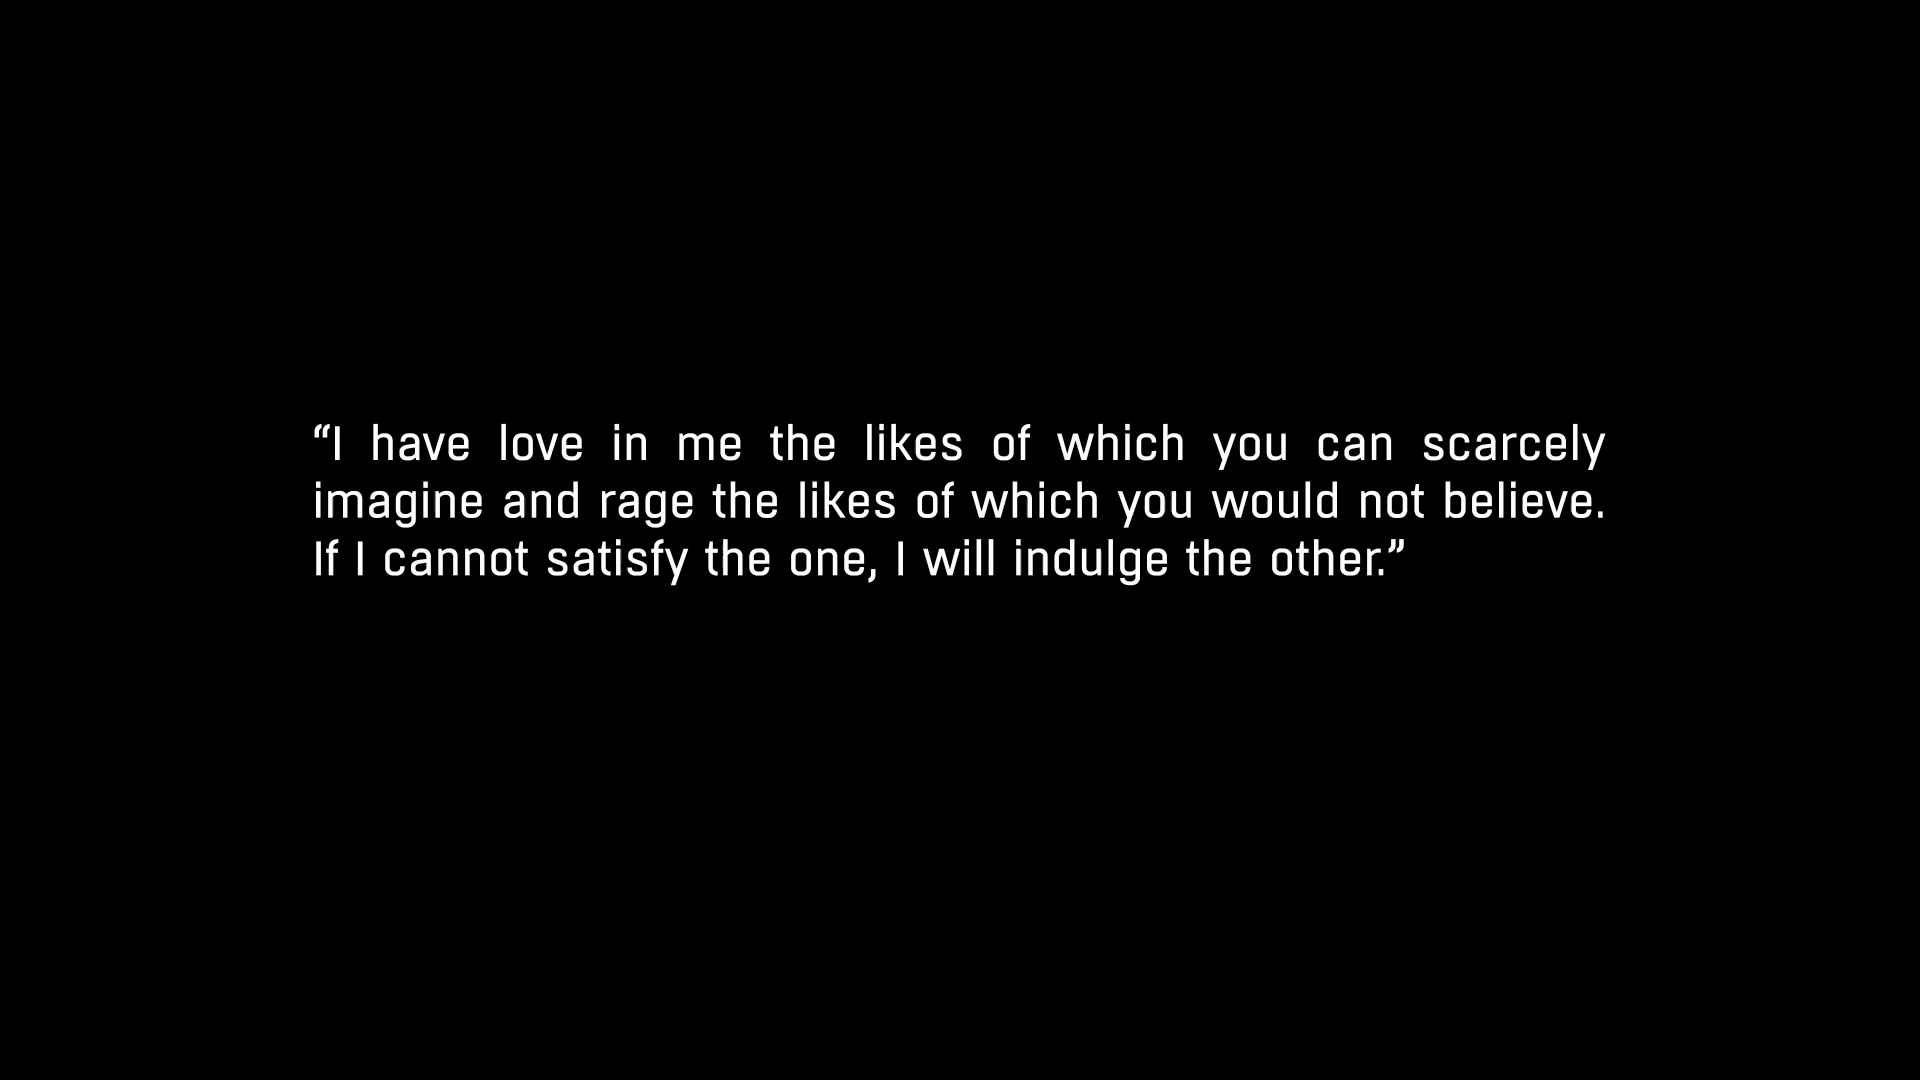 “I have love in me the likes of which you can scarcely
imagine and rage the likes of which you would not believe.
If I cannot satisfy the one, I will indulge the other.”